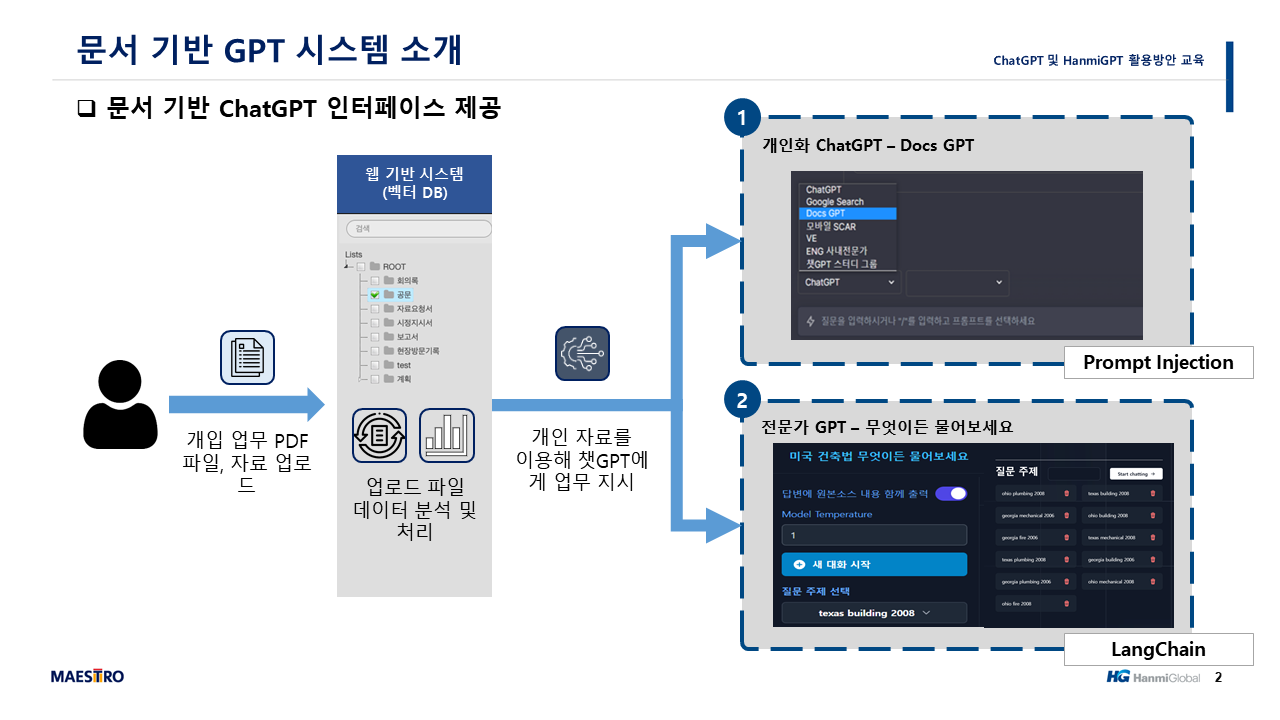 문서 기반 GPT 시스템 소개
ChatGPT 및 HanmiGPT 활용방안 교육
❑ 문서 기반 ChatGPT 인터페이스 제공
개입 업무 PDF
파일, 자료 업로
드
웹 기반 시스템
(벡터 DB)
검색
Lists
ROOT
회의록
공문
자료요청서
시정지시서
보고서
현장방문기록
test
계획
업로드 파일
데이터 분석 및
처리
개인 자료를
이용해 챗GPT에
게 업무 지시
1
개인화 ChatGPT – Docs GPT
ChatGPT
Google Search
Docs GPT
모바일 SCAR
VE
ENG 사내전문가
챗GPT 스터디 그룹
ChatGPT
질문을 입력하시거나 "/"를 입력하고 프롬프트를 선택하세요
Prompt Injection
2
전문가 GPT – 무엇이든 물어보세요
미국 건축법 무엇이든 물어보세요
답변에 원본소스 내용 함께 출력
Model Temperature
1
새 대화 시작
질문 주제 선택
texas building 2008
질문 주제
Start chatting →
ohio plumbing 2008
texas building 2008
georgia mechanical 2006
ohio building 2008
georgia fire 2006
texas mechanical 2008
texas plumbing 2008
georgia building 2006
georgia plumbing 2006
ohio mechanical 2008
ohio fire 2008
LangChain
MAESTRO
HG HanmiGlobal
2